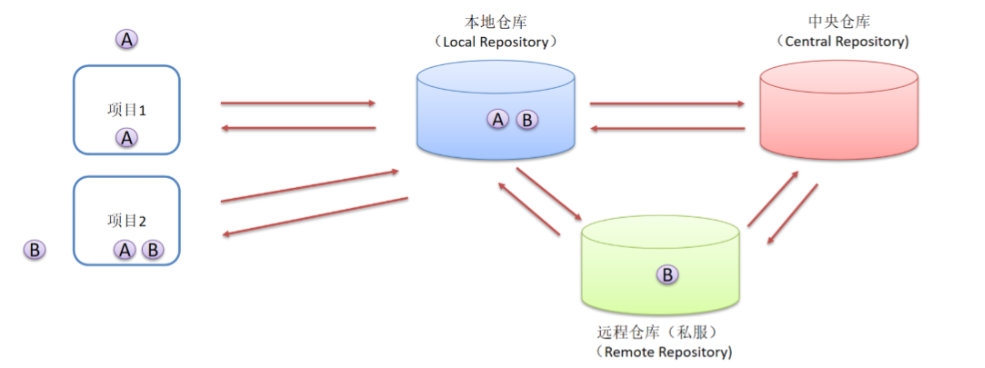 本地仓库
（Local Repository）
中央仓库
（Central Repository)
A
项目1
A
A B
项目2
B
A B
B
远程仓库（私服）
（Remote Repository)